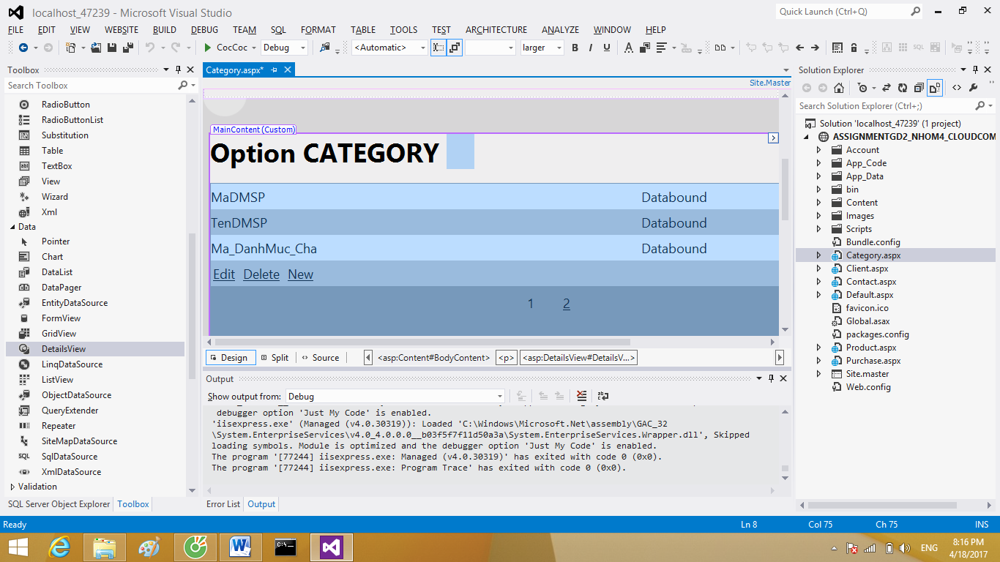 localhost_47239 - Microsoft Visual Studio
Quick Launch (Ctrl+Q)
FILE EDIT VIEW WEBSITE BUILD DEBUG TEAM SQL FORMAT TABLE TOOLS TEST ARCHITECTURE ANALYZE WINDOW HELP
CocCoc Debug <Automatic> larger B I U A
Toolbox
Search Toolbox
RadioButton
RadioButtonList
Substitution
Table
TextBox
View
Wizard
Xml
Data
Pointer
Chart
DataList
DataPager
EntityDataSource
FormView
GridView
DetailsView
LinqDataSource
ListView
ObjectDataSource
QueryExtender
Repeater
SiteMapDataSource
SqlDataSource
XmlDataSource
Validation
SQL Server Object Explorer Toolbox
Category.aspx*
Site.Master
MainContent (Custom)
Option CATEGORY
MaDMSP Databound
TenDMSP Databound
Ma_DanhMuc_Cha Databound
Edit Delete New
1 2
Design Split Source <asp:Content#BodyContent> <p> <asp:DetailsView#DetailsV...>
Output
Show output from: Debug
debugger option 'Just My Code' is enabled.
'iisexpress.exe' (Managed (v4.0.30319)): Loaded 'C:\Windows\Microsoft.Net\assembly\GAC_32
\System.EnterpriseServices\v4.0_4.0.0.0__b03f5f7f11d50a3a\System.EnterpriseServices.Wrapper.dll', Skipped
loading symbols. Module is optimized and the debugger option 'Just My Code' is enabled.
The program '[77244] iisexpress.exe: Managed (v4.0.30319)' has exited with code 0 (0x0).
The program '[77244] iisexpress.exe: Program Trace' has exited with code 0 (0x0).
Error List Output
Solution Explorer
Search Solution Explorer (Ctrl+;)
Solution 'localhost_47239' (1 project)
ASSIGNMENTGD2_NHOM4_CLOUDCOM
Account
App_Code
App_Data
bin
Content
Images
Scripts
Bundle.config
Category.aspx
Client.aspx
Contact.aspx
Default.aspx
favicon.ico
Global.asax
packages.config
Product.aspx
Purchase.aspx
Site.master
Web.config
Ready Ln 8 Col 75 Ch 75 INS
ENG
8:16 PM
4/18/2017